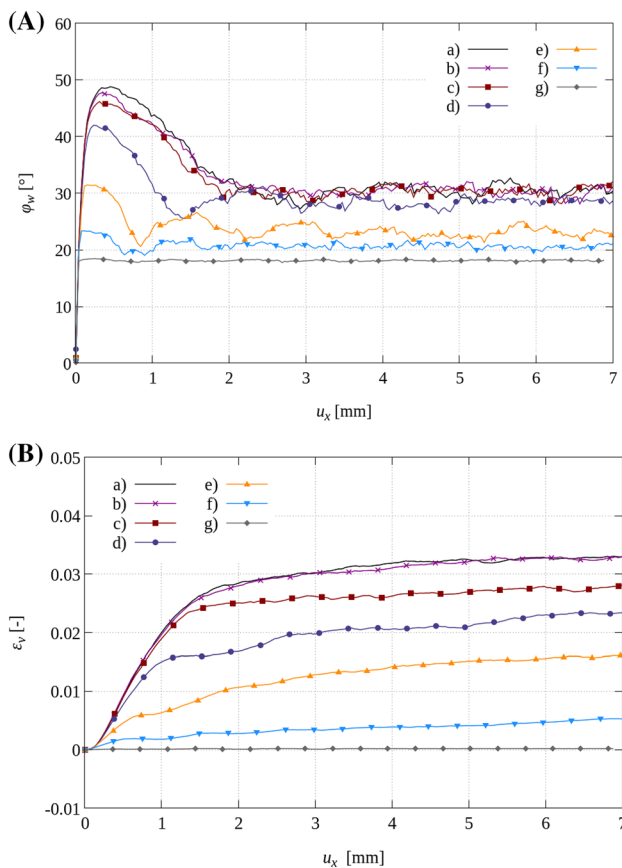 (A)
60
50
40
30
20
10
0
φw [°]
a)
b)
c)
d)
e)
f)
g)
0 1 2 3 4 5 6 7
ux [mm]
(B)
0.05
0.04
0.03
0.02
0.01
0
-0.01
εv [-]
a)
b)
c)
d)
e)
f)
g)
0 1 2 3 4 5 6 7
ux [mm]